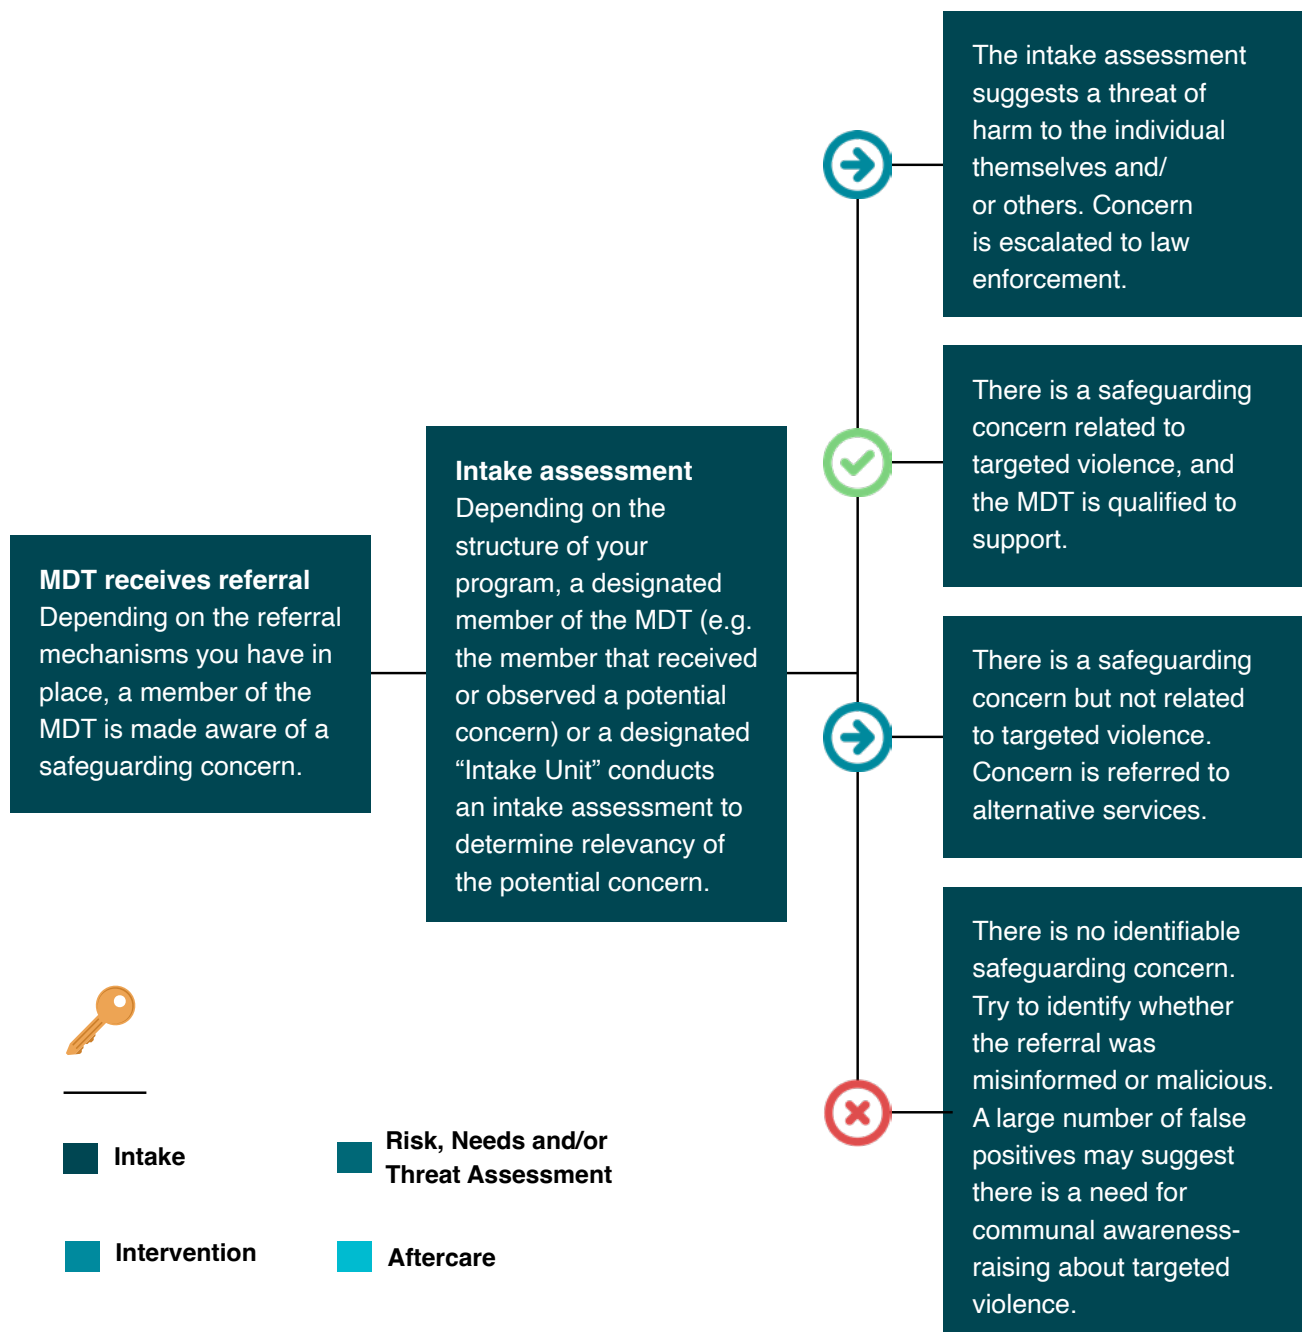 MDT receives referral
Depending on the referral
mechanisms you have in
place, a member of the
MDT is made aware of a
safeguarding concern.
Intake assessment
Depending on the
structure of your
program, a designated
member of the MDT (e.g.
the member that received
or observed a potential
concern) or a designated
“Intake Unit” conducts
an intake assessment to
determine relevancy of
the potential concern.
The intake assessment
suggests a threat of
harm to the individual
themselves and/
or others. Concern
is escalated to law
enforcement.
There is a safeguarding
concern related to
targeted violence, and
the MDT is qualified to
support.
There is a safeguarding
concern but not related
to targeted violence.
Concern is referred to
alternative services.
There is no identifiable
safeguarding concern.
Try to identify whether
the referral was
misinformed or malicious.
A large number of false
positives may suggest
there is a need for
communal awareness-
raising about targeted
violence.
Intake
Risk, Needs and/or
Threat Assessment
Intervention
Aftercare